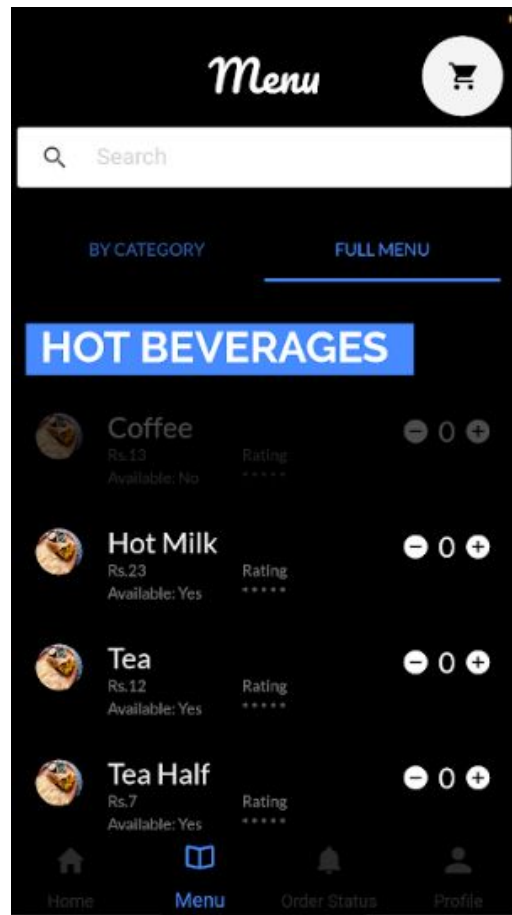 Menu
Search
BY CATEGORY FULL MENU
HOT BEVERAGES
Coffee 0
Rs.13 Rating
Available: No *****
Hot Milk 0
Rs.23 Rating
Available: Yes *****
Tea 0
Rs.12 Rating
Available: Yes *****
Tea Half 0
Rs.7 Rating
Available: Yes *****
Home Menu Order Status Profile